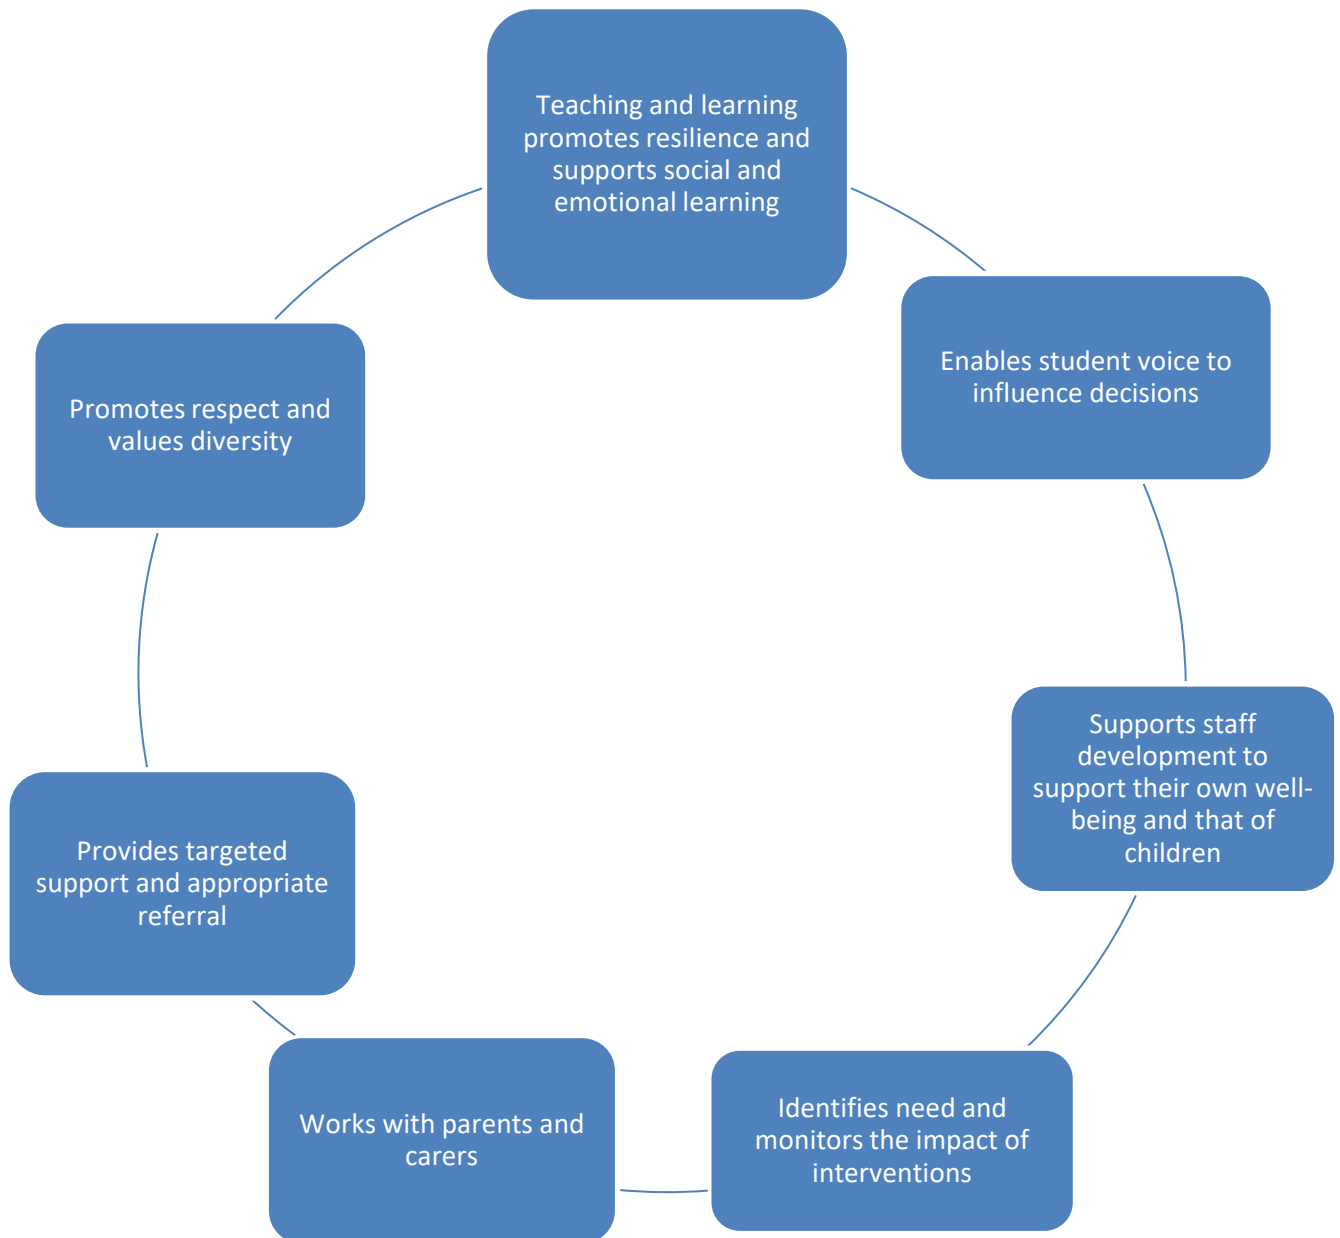 Teaching and learning
promotes resilience and
supports social and
emotional learning
Enables student voice to
influence decisions
Supports staff
development to
support their own well-
being and that of
children
Identifies need and
monitors the impact of
interventions
Works with parents and
carers
Provides targeted
support and appropriate
referral
Promotes respect and
values diversity